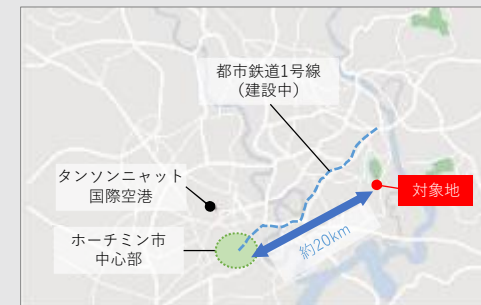 都市鉄道1号線
（建設中）
タンソンニャット
国際空港
対象地
ホーチミン市
中心部
約20km